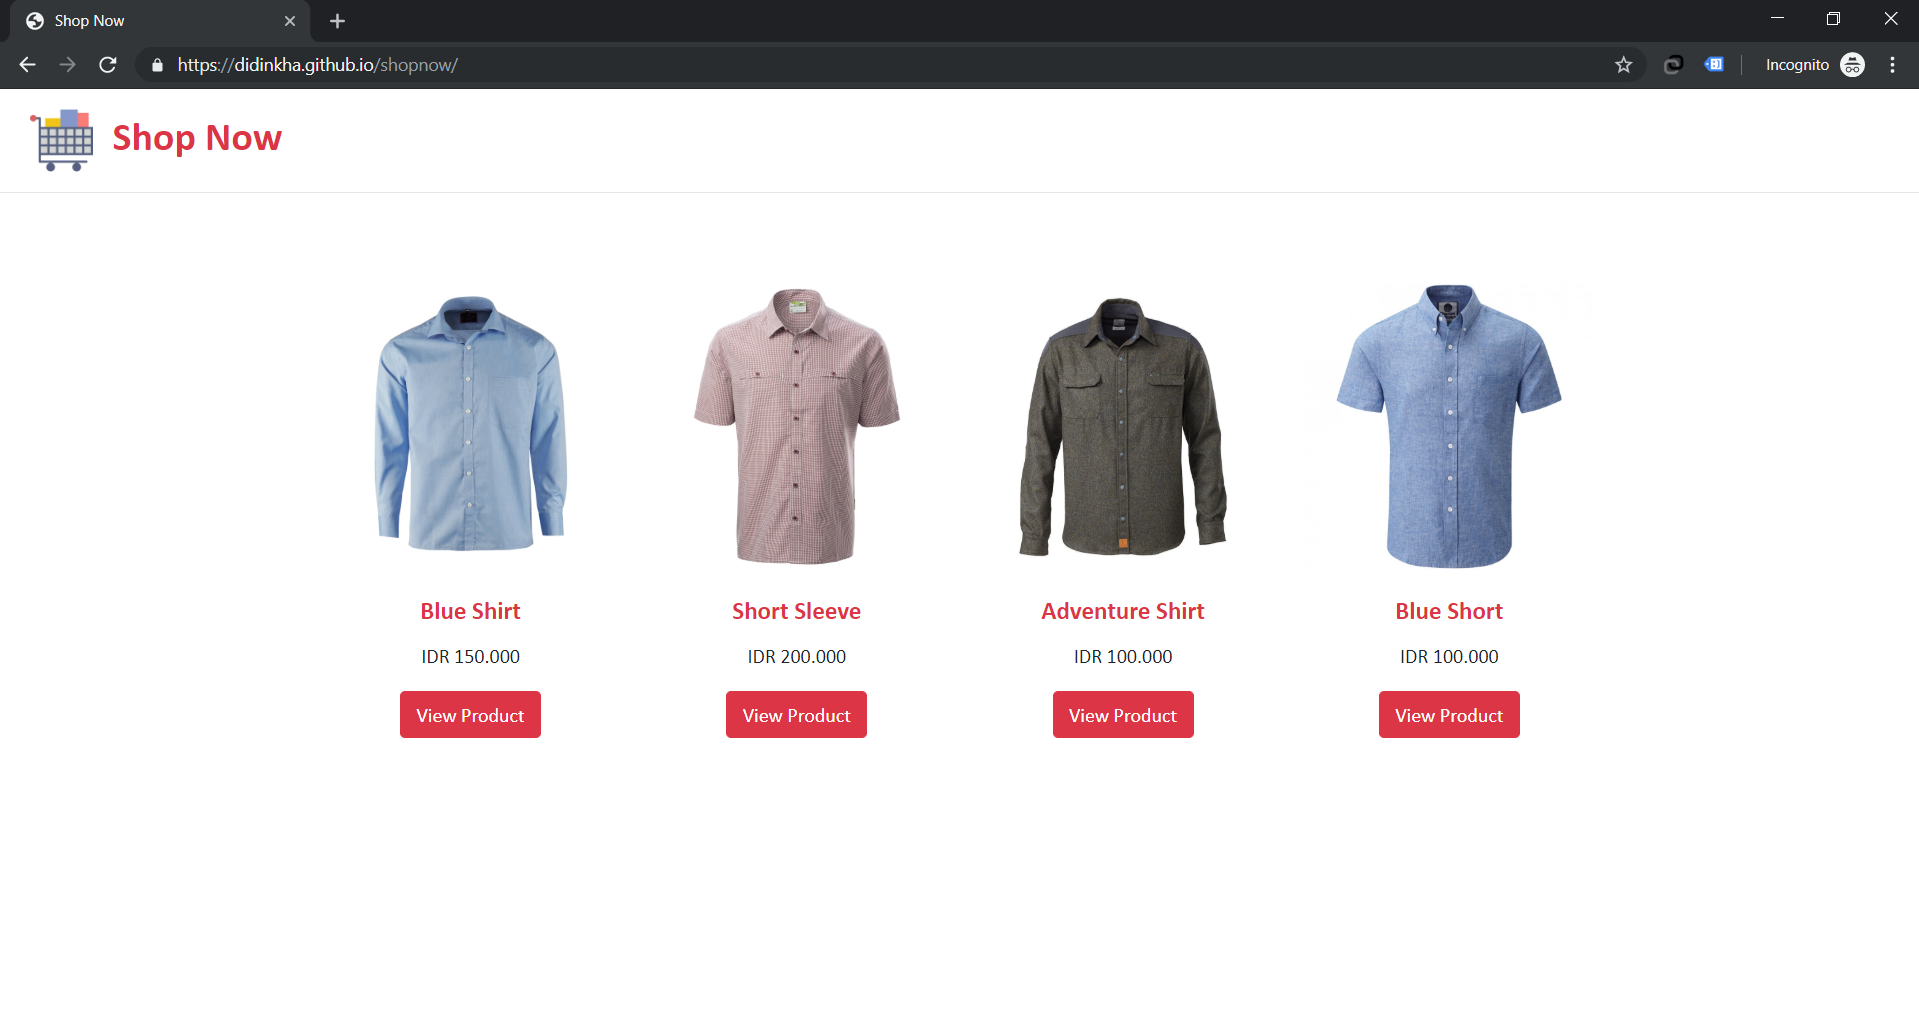 Shop Now
https://didinkha.github.io/shopnow/
Incognito
Shop Now
Blue Shirt
IDR 150.000
View Product
Short Sleeve
IDR 200.000
View Product
Adventure Shirt
IDR 100.000
View Product
Blue Short
IDR 100.000
View Product